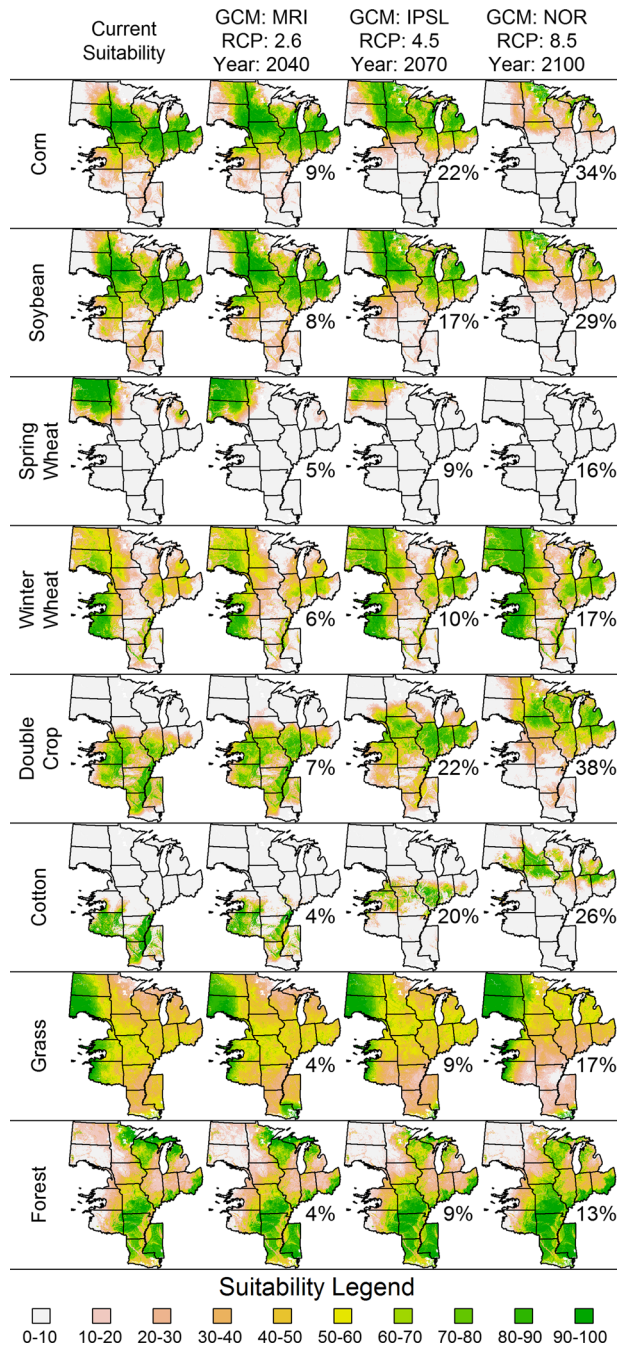 Current
Suitability
GCM: MRI
RCP: 2.6
Year: 2040
GCM: IPSL
RCP: 4.5
Year: 2070
GCM: NOR
RCP: 8.5
Year: 2100
Corn
9%
22%
34%
Soybean
8%
17%
29%
Spring
Wheat
5%
9%
16%
Winter
Wheat
6%
10%
17%
Double
Crop
7%
22%
38%
Cotton
4%
20%
26%
Grass
4%
9%
17%
Forest
4%
9%
13%
Suitability Legend
0-10 10-20 20-30 30-40 40-50 50-60 60-70 70-80 80-90 90-100